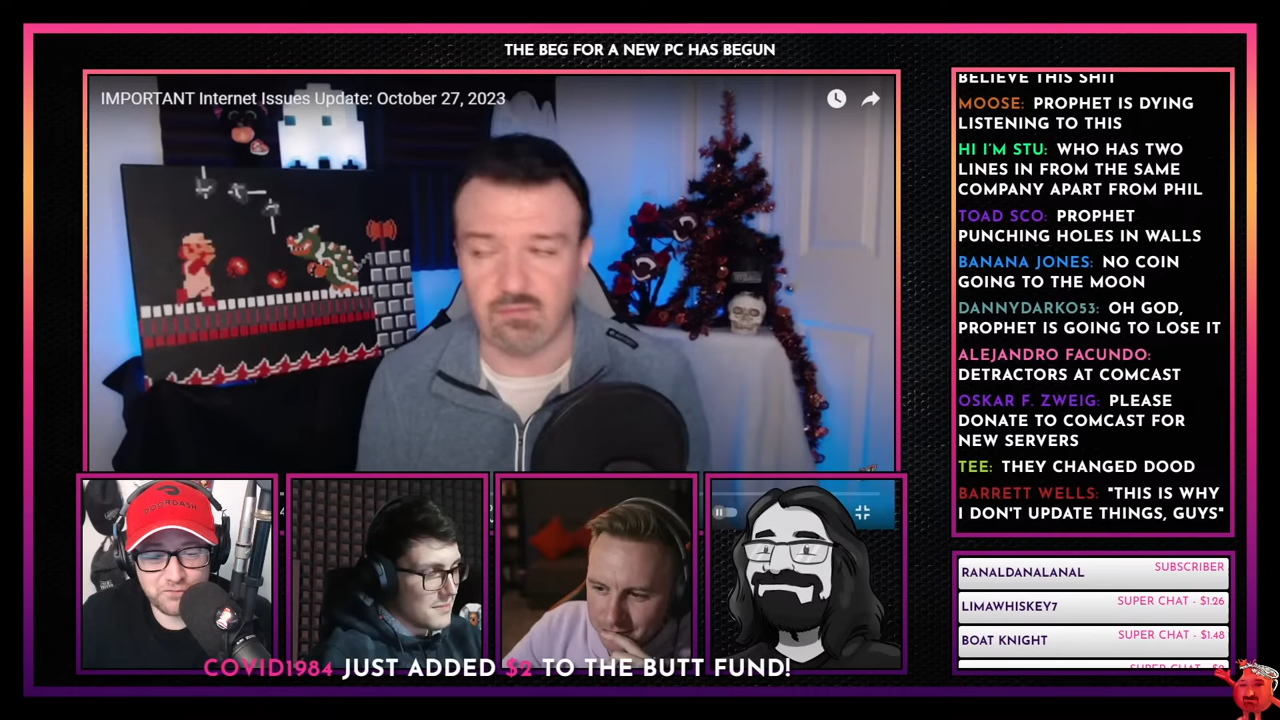 THE BEG FOR A NEW PC HAS BEGUN
IMPORTANT Internet Issues Update: October 27, 2023
BELIEVE THIS SHIT
MOOSE: PROPHET IS DYING
LISTENING TO THIS
HI I'M STU: WHO HAS TWO
LINES IN FROM THE SAME
COMPANY APART FROM PHIL
TOAD SCO: PROPHET
PUNCHING HOLES IN WALLS
BANANA JONES: NO COIN
GOING TO THE MOON
DANNYDARKO53: OH GOD,
PROPHET IS GOING TO LOSE IT
ALEJANDRO FACUNDO:
DETRACTORS AT COMCAST
OSKAR F. ZWEIG: PLEASE
DONATE TO COMCAST FOR
NEW SERVERS
TEE: THEY CHANGED DOOD
BARRETT WELLS: "THIS IS WHY
I DON'T UPDATE THINGS, GUYS"
DOORDASH
RANALDANALANAL SUBSCRIBER
LIMAWHISKEY7 SUPER CHAT - $1.26
BOAT KNIGHT SUPER CHAT - $1.48
SUPER CHAT - $2
COVID1984 JUST ADDED $2 TO THE BUTT FUND!